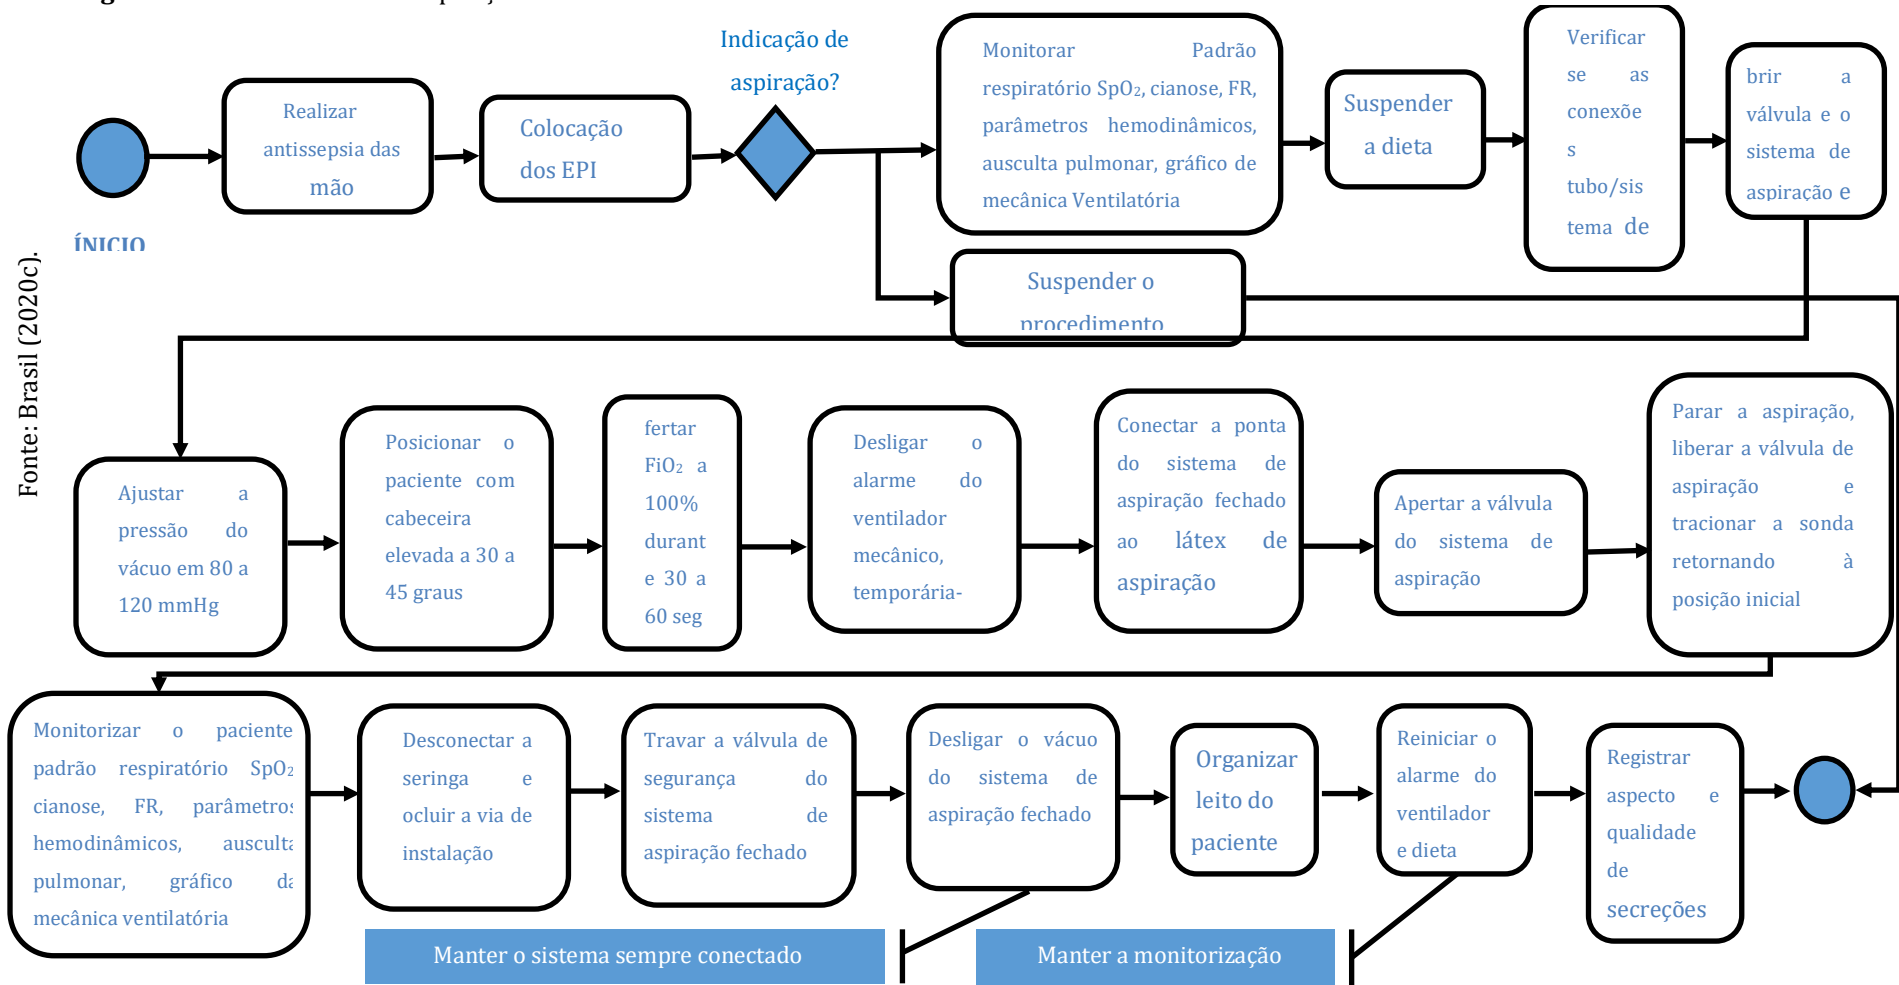 Indicação de
aspiração?
Realizar
antissepsia das
mão
Colocação
dos EPI
Monitorar Padrão
respiratório SpO₂, cianose, FR,
parâmetros hemodinâmicos,
ausculta pulmonar, gráfico de
mecânica Ventilatória
Suspender
a dieta
Verificar
se as
conexõe
s
tubo/sis
tema de
brir a
válvula e o
sistema de
aspiração e
ÍNICIO
Suspender o
procedimento
Fonte: Brasil (2020c).
Ajustar a
pressão do
vácuo em 80 a
120 mmHg
Posicionar o
paciente com
cabeceira
elevada a 30 a
45 graus
fertar
FiO₂ a
100%
durant
e 30 a
60 seg
Desligar o
alarme do
ventilador
mecânico,
temporária-
Conectar a ponta
do sistema de
aspiração fechado
ao látex de
aspiração
Apertar a válvula
do sistema de
aspiração
Parar a aspiração,
liberar a válvula de
aspiração e
tracionar a sonda
retornando à
posição inicial
Monitorizar o paciente
padrão respiratório SpO₂
cianose, FR, parâmetros
hemodinâmicos, ausculta
pulmonar, gráfico da
mecânica ventilatória
Desconectar a
seringa e
ocluir a via de
instalação
Travar a válvula de
segurança do
sistema de
aspiração fechado
Desligar o vácuo
do sistema de
aspiração fechado
Organizar
leito do
paciente
Reiniciar o
alarme do
ventilador
e dieta
Registrar
aspecto e
qualidade
de
secreções
Manter o sistema sempre conectado
Manter a monitorização